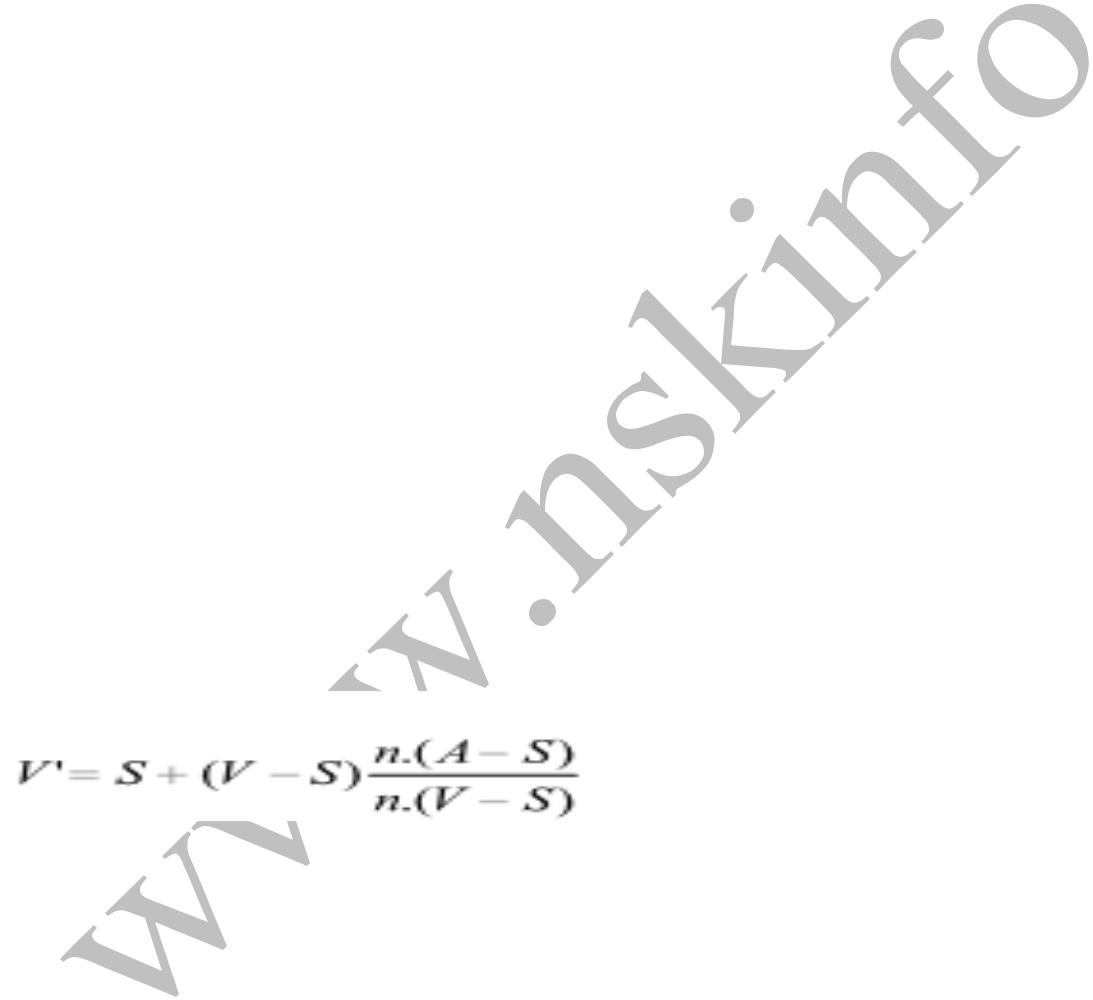 www.nskinfo
V'= S + (V − S) n.(A − S) / n.(V − S)